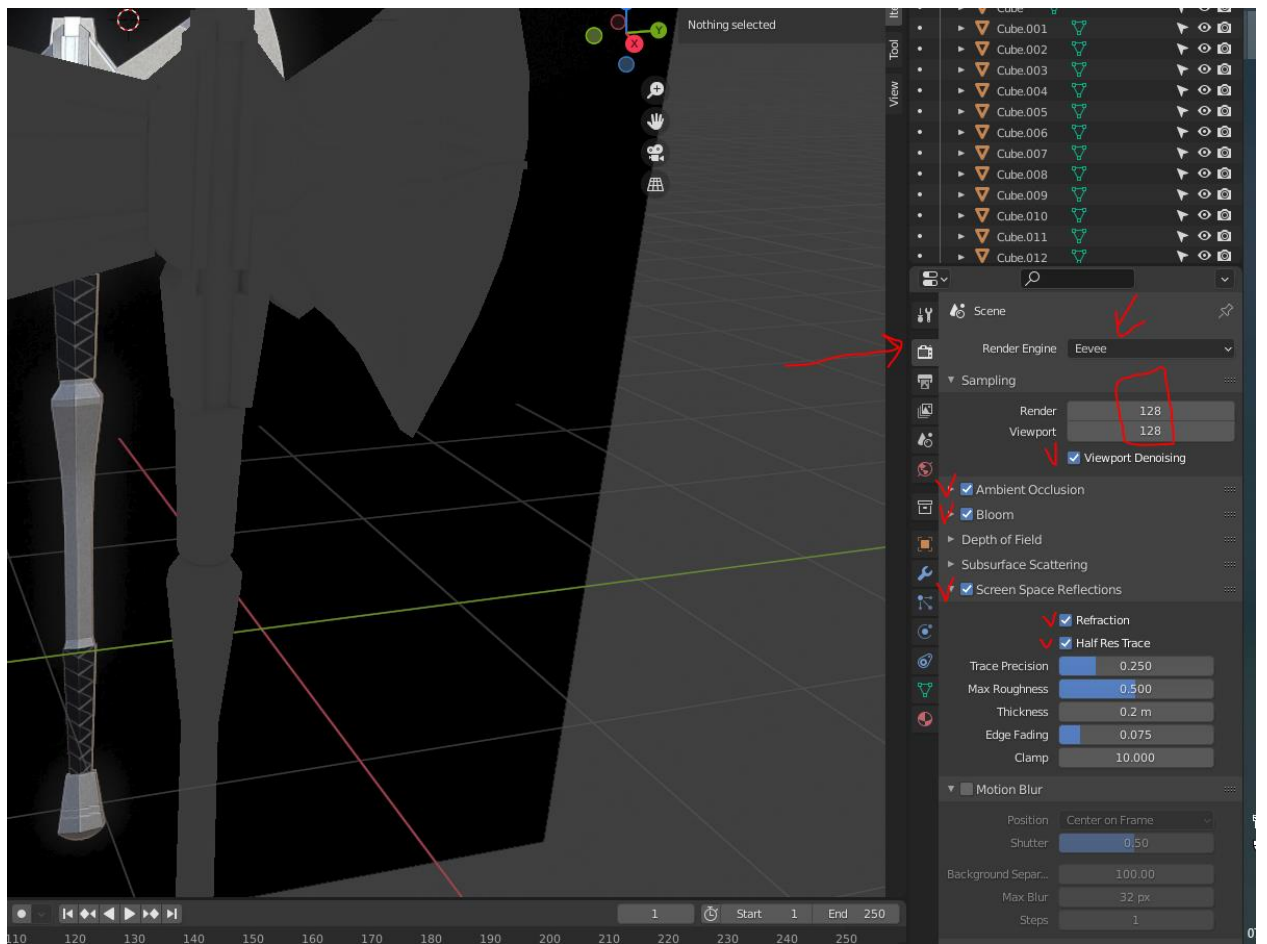 Nothing selected
Y
X
Item
Tool
View
Cube
Cube.001
Cube.002
Cube.003
Cube.004
Cube.005
Cube.006
Cube.007
Cube.008
Cube.009
Cube.010
Cube.011
Cube.012
Scene
Render Engine Eevee
Sampling
Render 128
Viewport 128
Viewport Denoising
Ambient Occlusion
Bloom
Depth of Field
Subsurface Scattering
Screen Space Reflections
Refraction
Half Res Trace
Trace Precision 0.250
Max Roughness 0.500
Thickness 0.2 m
Edge Fading 0.075
Clamp 10.000
Motion Blur
Position Center on Frame
Shutter 0.50
Background Separ... 100.00
Max Blur 32 px
Steps 1
1 Start 1 End 250
110 120 130 140 150 160 170 180 190 200 210 220 230 240 250